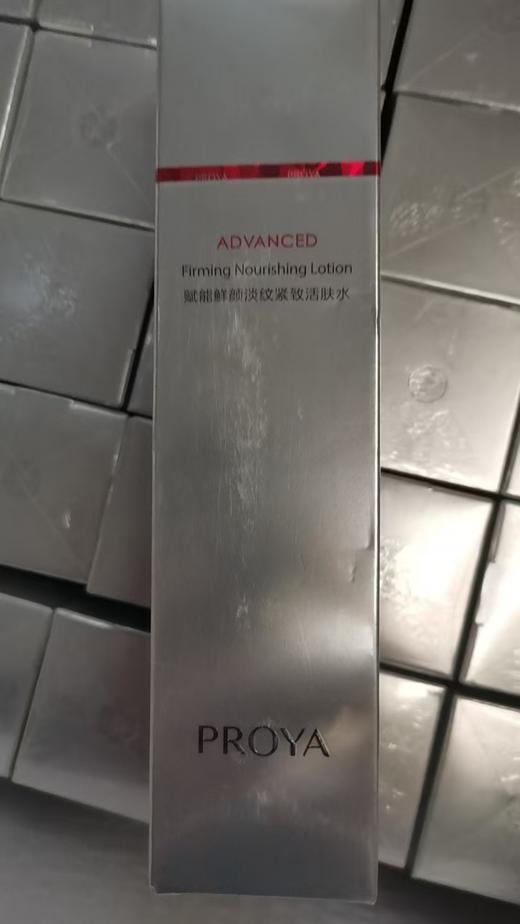 PROYA PROYA
ADVANCED
Firming Nourishing Lotion
赋能鲜颜淡纹紧致活肤水
PROYA